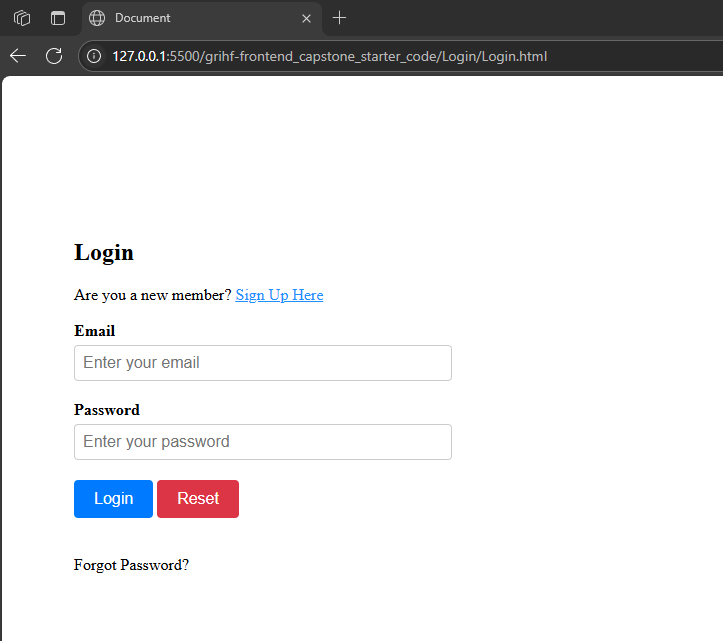 Document
127.0.0.1:5500/grihf-frontend_capstone_starter_code/Login/Login.html
Login
Are you a new member? Sign Up Here
Email
Enter your email
Password
Enter your password
Login Reset
Forgot Password?